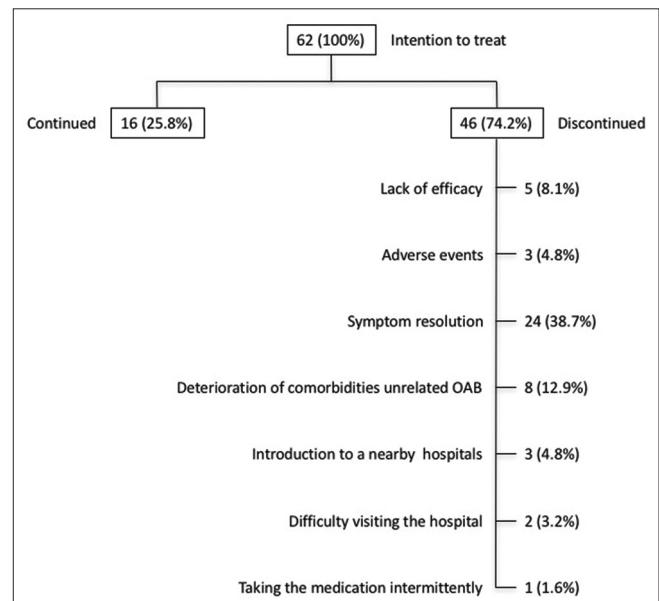 62 (100%) Intention to treat
Continued 16 (25.8%) 46 (74.2%) Discontinued
Lack of efficacy 5 (8.1%)
Adverse events 3 (4.8%)
Symptom resolution 24 (38.7%)
Deterioration of comorbidities unrelated OAB 8 (12.9%)
Introduction to a nearby hospitals 3 (4.8%)
Difficulty visiting the hospital 2 (3.2%)
Taking the medication intermittently 1 (1.6%)